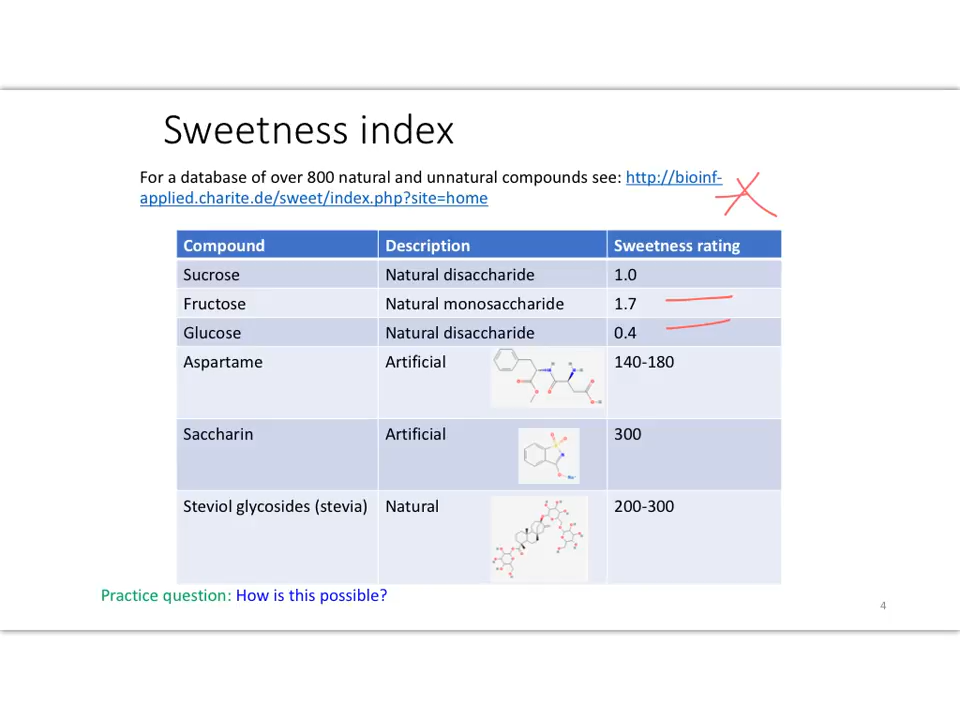 Sweetness index
For a database of over 800 natural and unnatural compounds see: http://bioinf-
applied.charite.de/sweet/index.php?site=home
Compound Description Sweetness rating
Sucrose Natural disaccharide 1.0
Fructose Natural monosaccharide 1.7
Glucose Natural disaccharide 0.4
Aspartame Artificial 140-180
Saccharin Artificial 300
Steviol glycosides (stevia) Natural 200-300
Practice question: How is this possible?
4